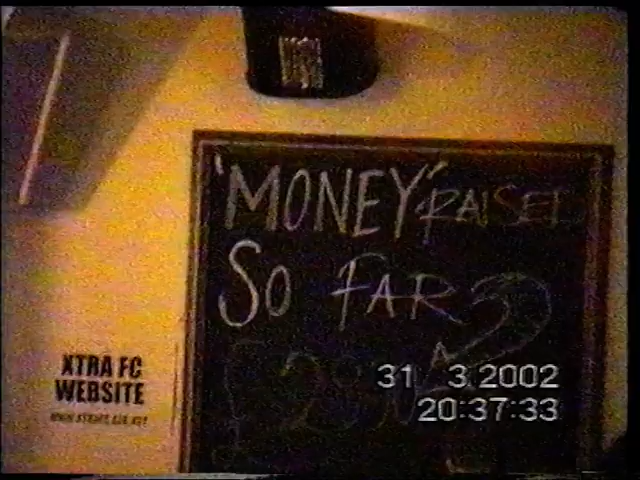 'MONEY' RAISED
SO FAR
XTRA FC
WEBSITE
31 3 2002
20:37:33